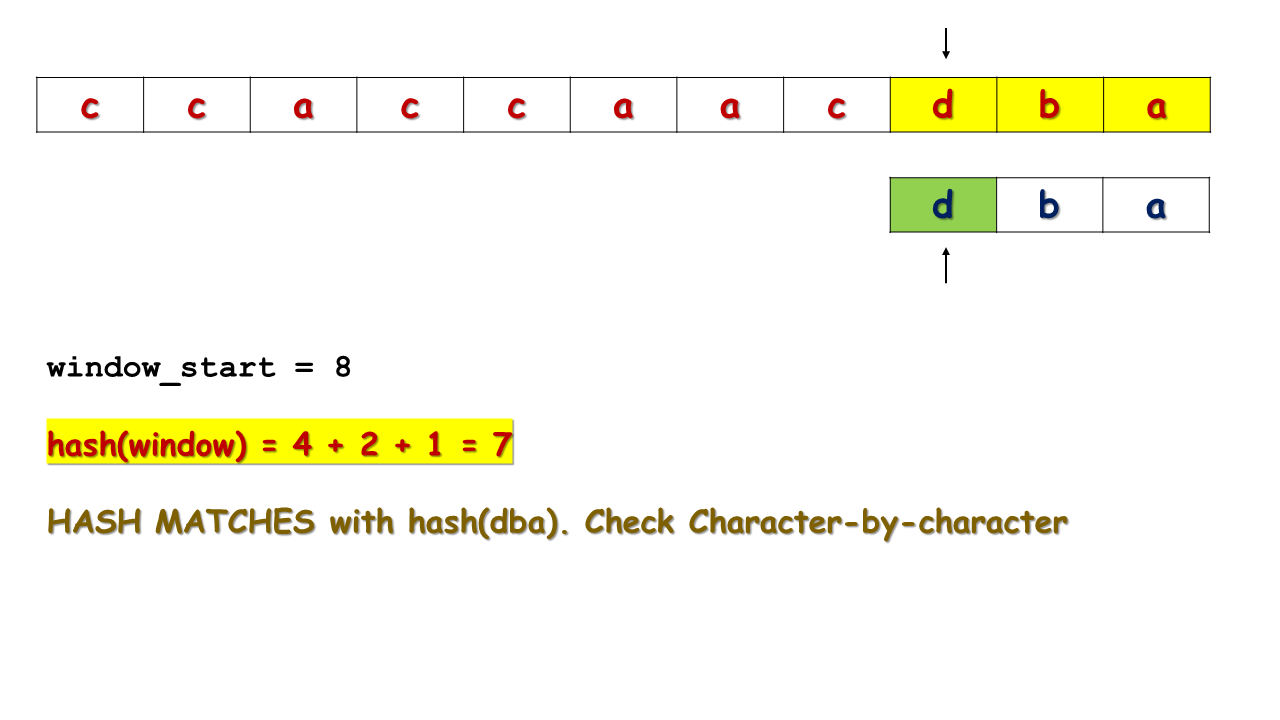 c c a c c a a c d b a
d b a
window_start = 8
hash(window) = 4 + 2 + 1 = 7
HASH MATCHES with hash(dba). Check Character-by-character